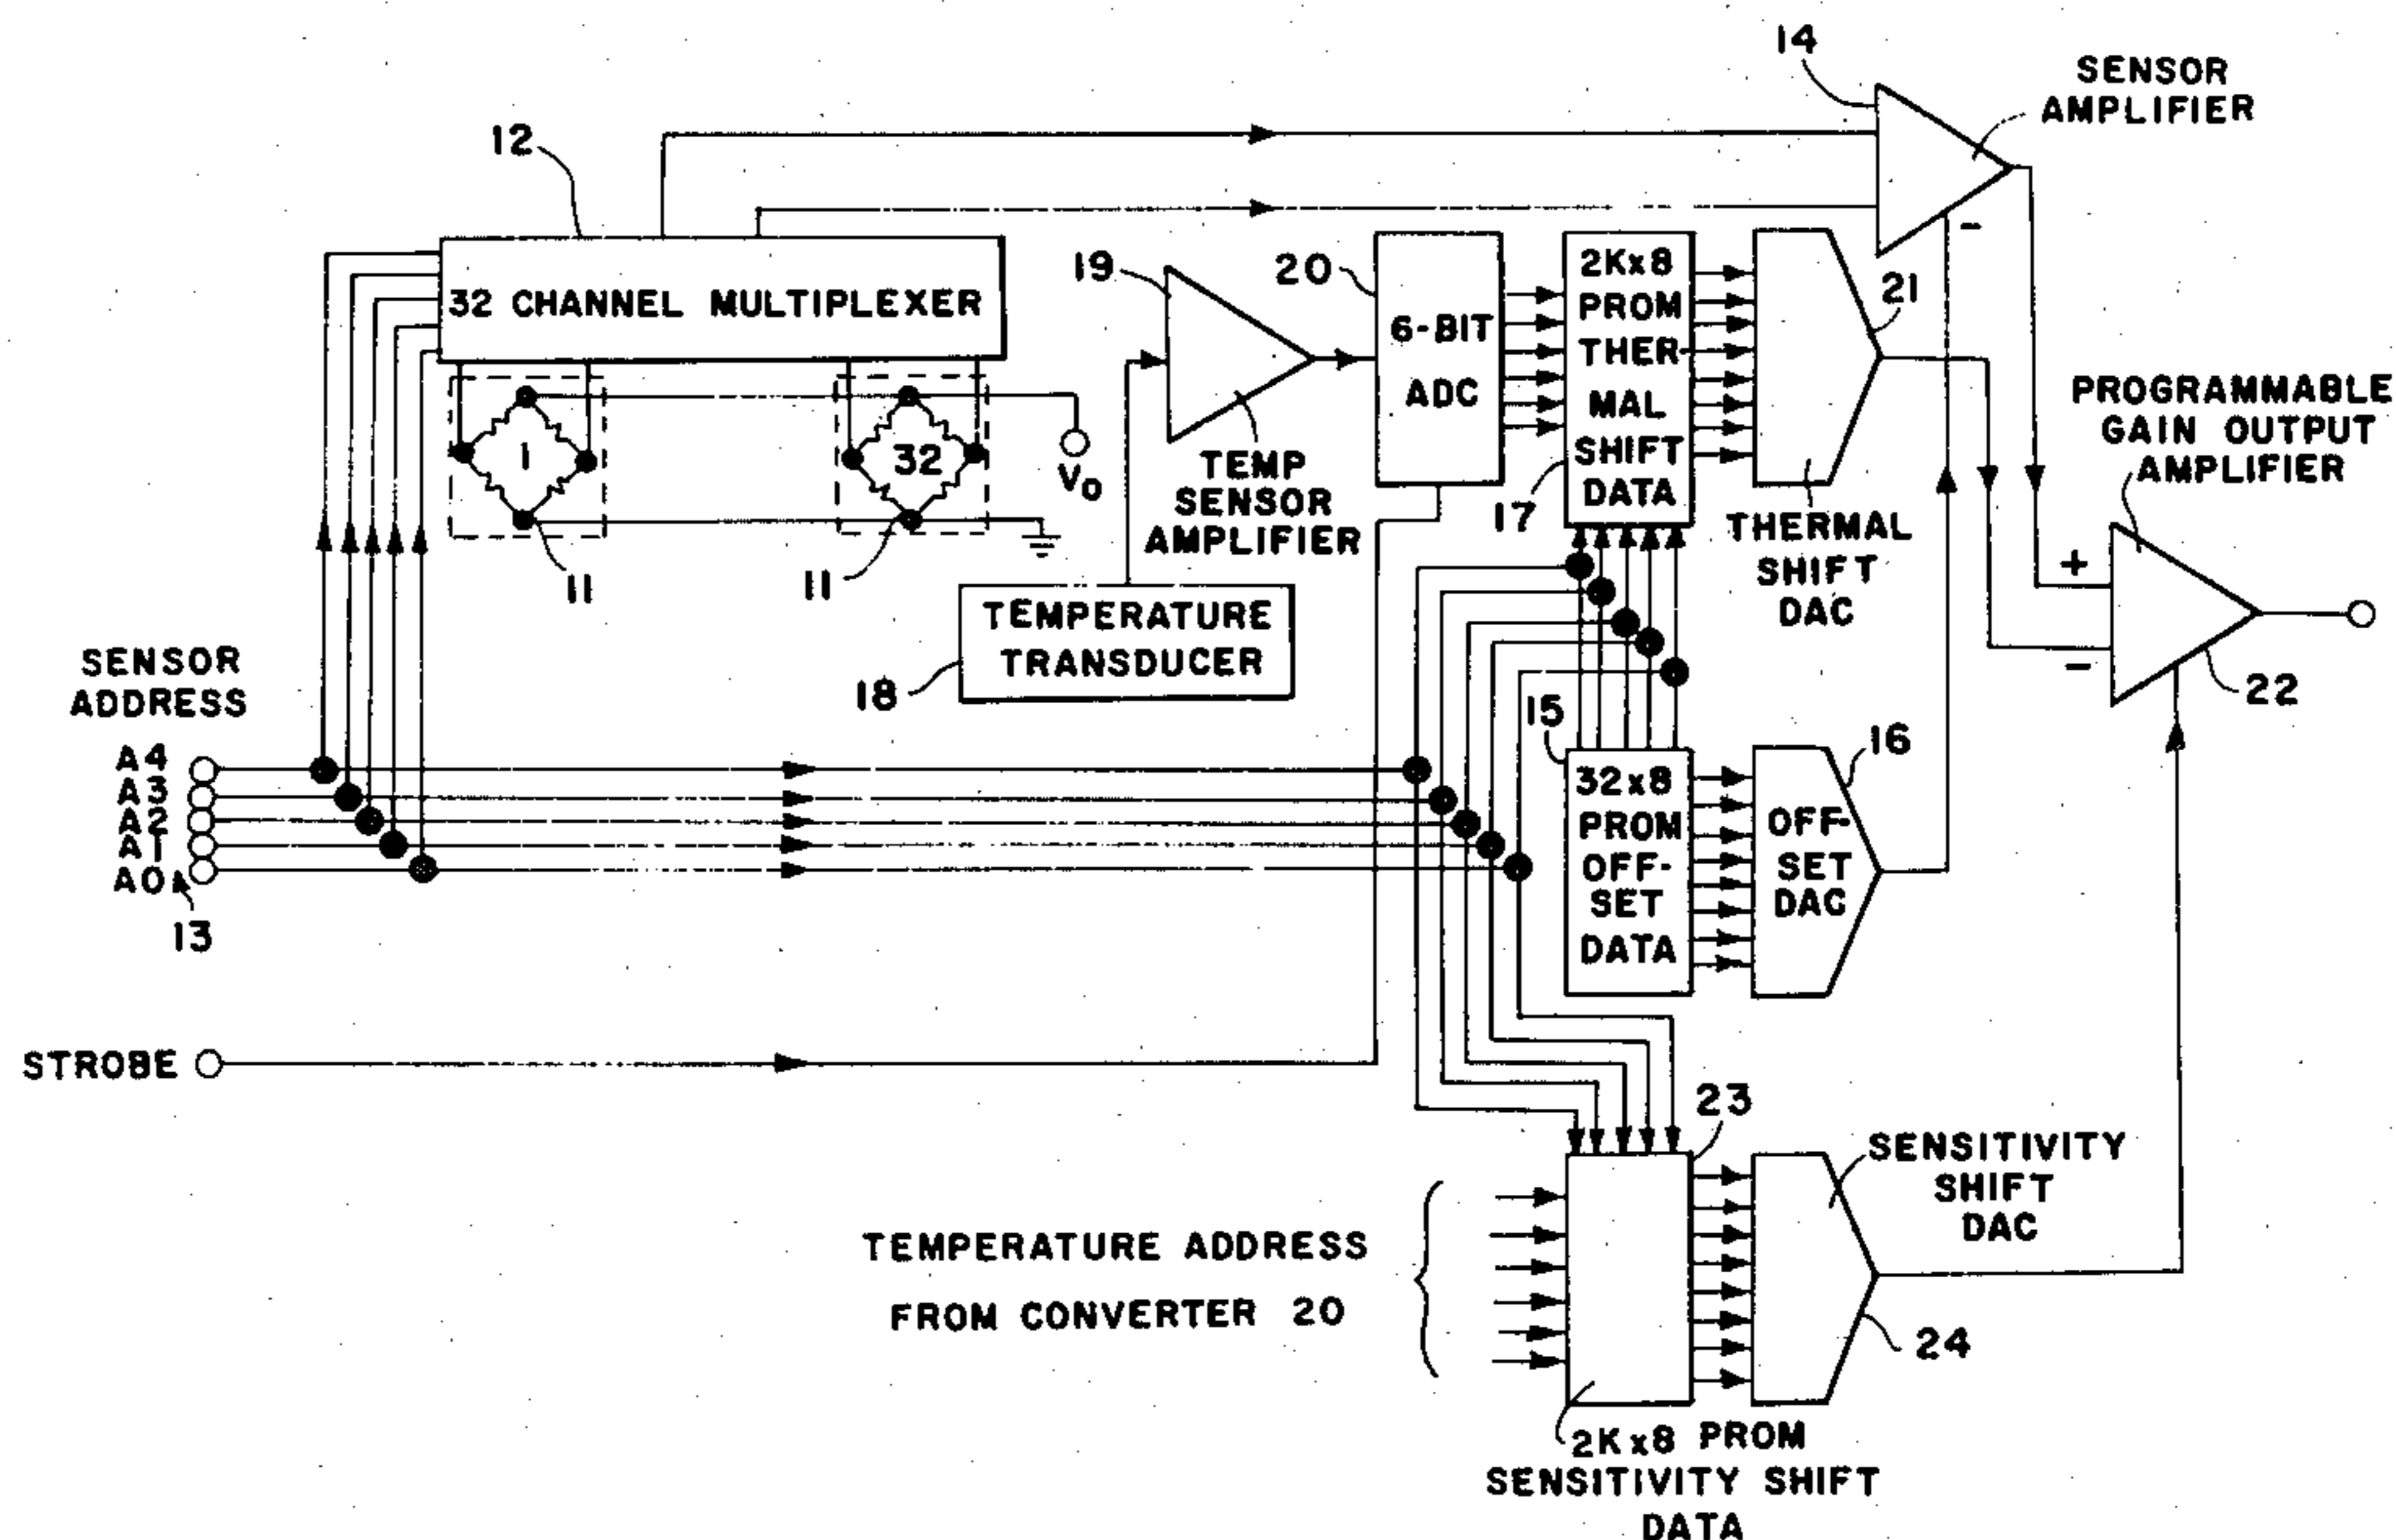 14
SENSOR
AMPLIFIER
12
32 CHANNEL MULTIPLEXER
19
20
6-BIT
ADC
2Kx8
PROM
THER-
MAL
SHIFT
DATA
17
21
THERMAL
SHIFT
DAC
1
32
V0
11
11
TEMP
SENSOR
AMPLIFIER
TEMPERATURE
TRANSDUCER
18
-
PROGRAMMABLE
GAIN OUTPUT
AMPLIFIER
+
-
22
SENSOR
ADDRESS
A4
A3
A2
A1
A0
13
15
32x8
PROM
OFF-
SET
DATA
16
OFF-
SET
DAC
STROBE
23
SENSITIVITY
SHIFT
DAC
TEMPERATURE ADDRESS
FROM CONVERTER 20
24
2Kx8 PROM
SENSITIVITY SHIFT
DATA